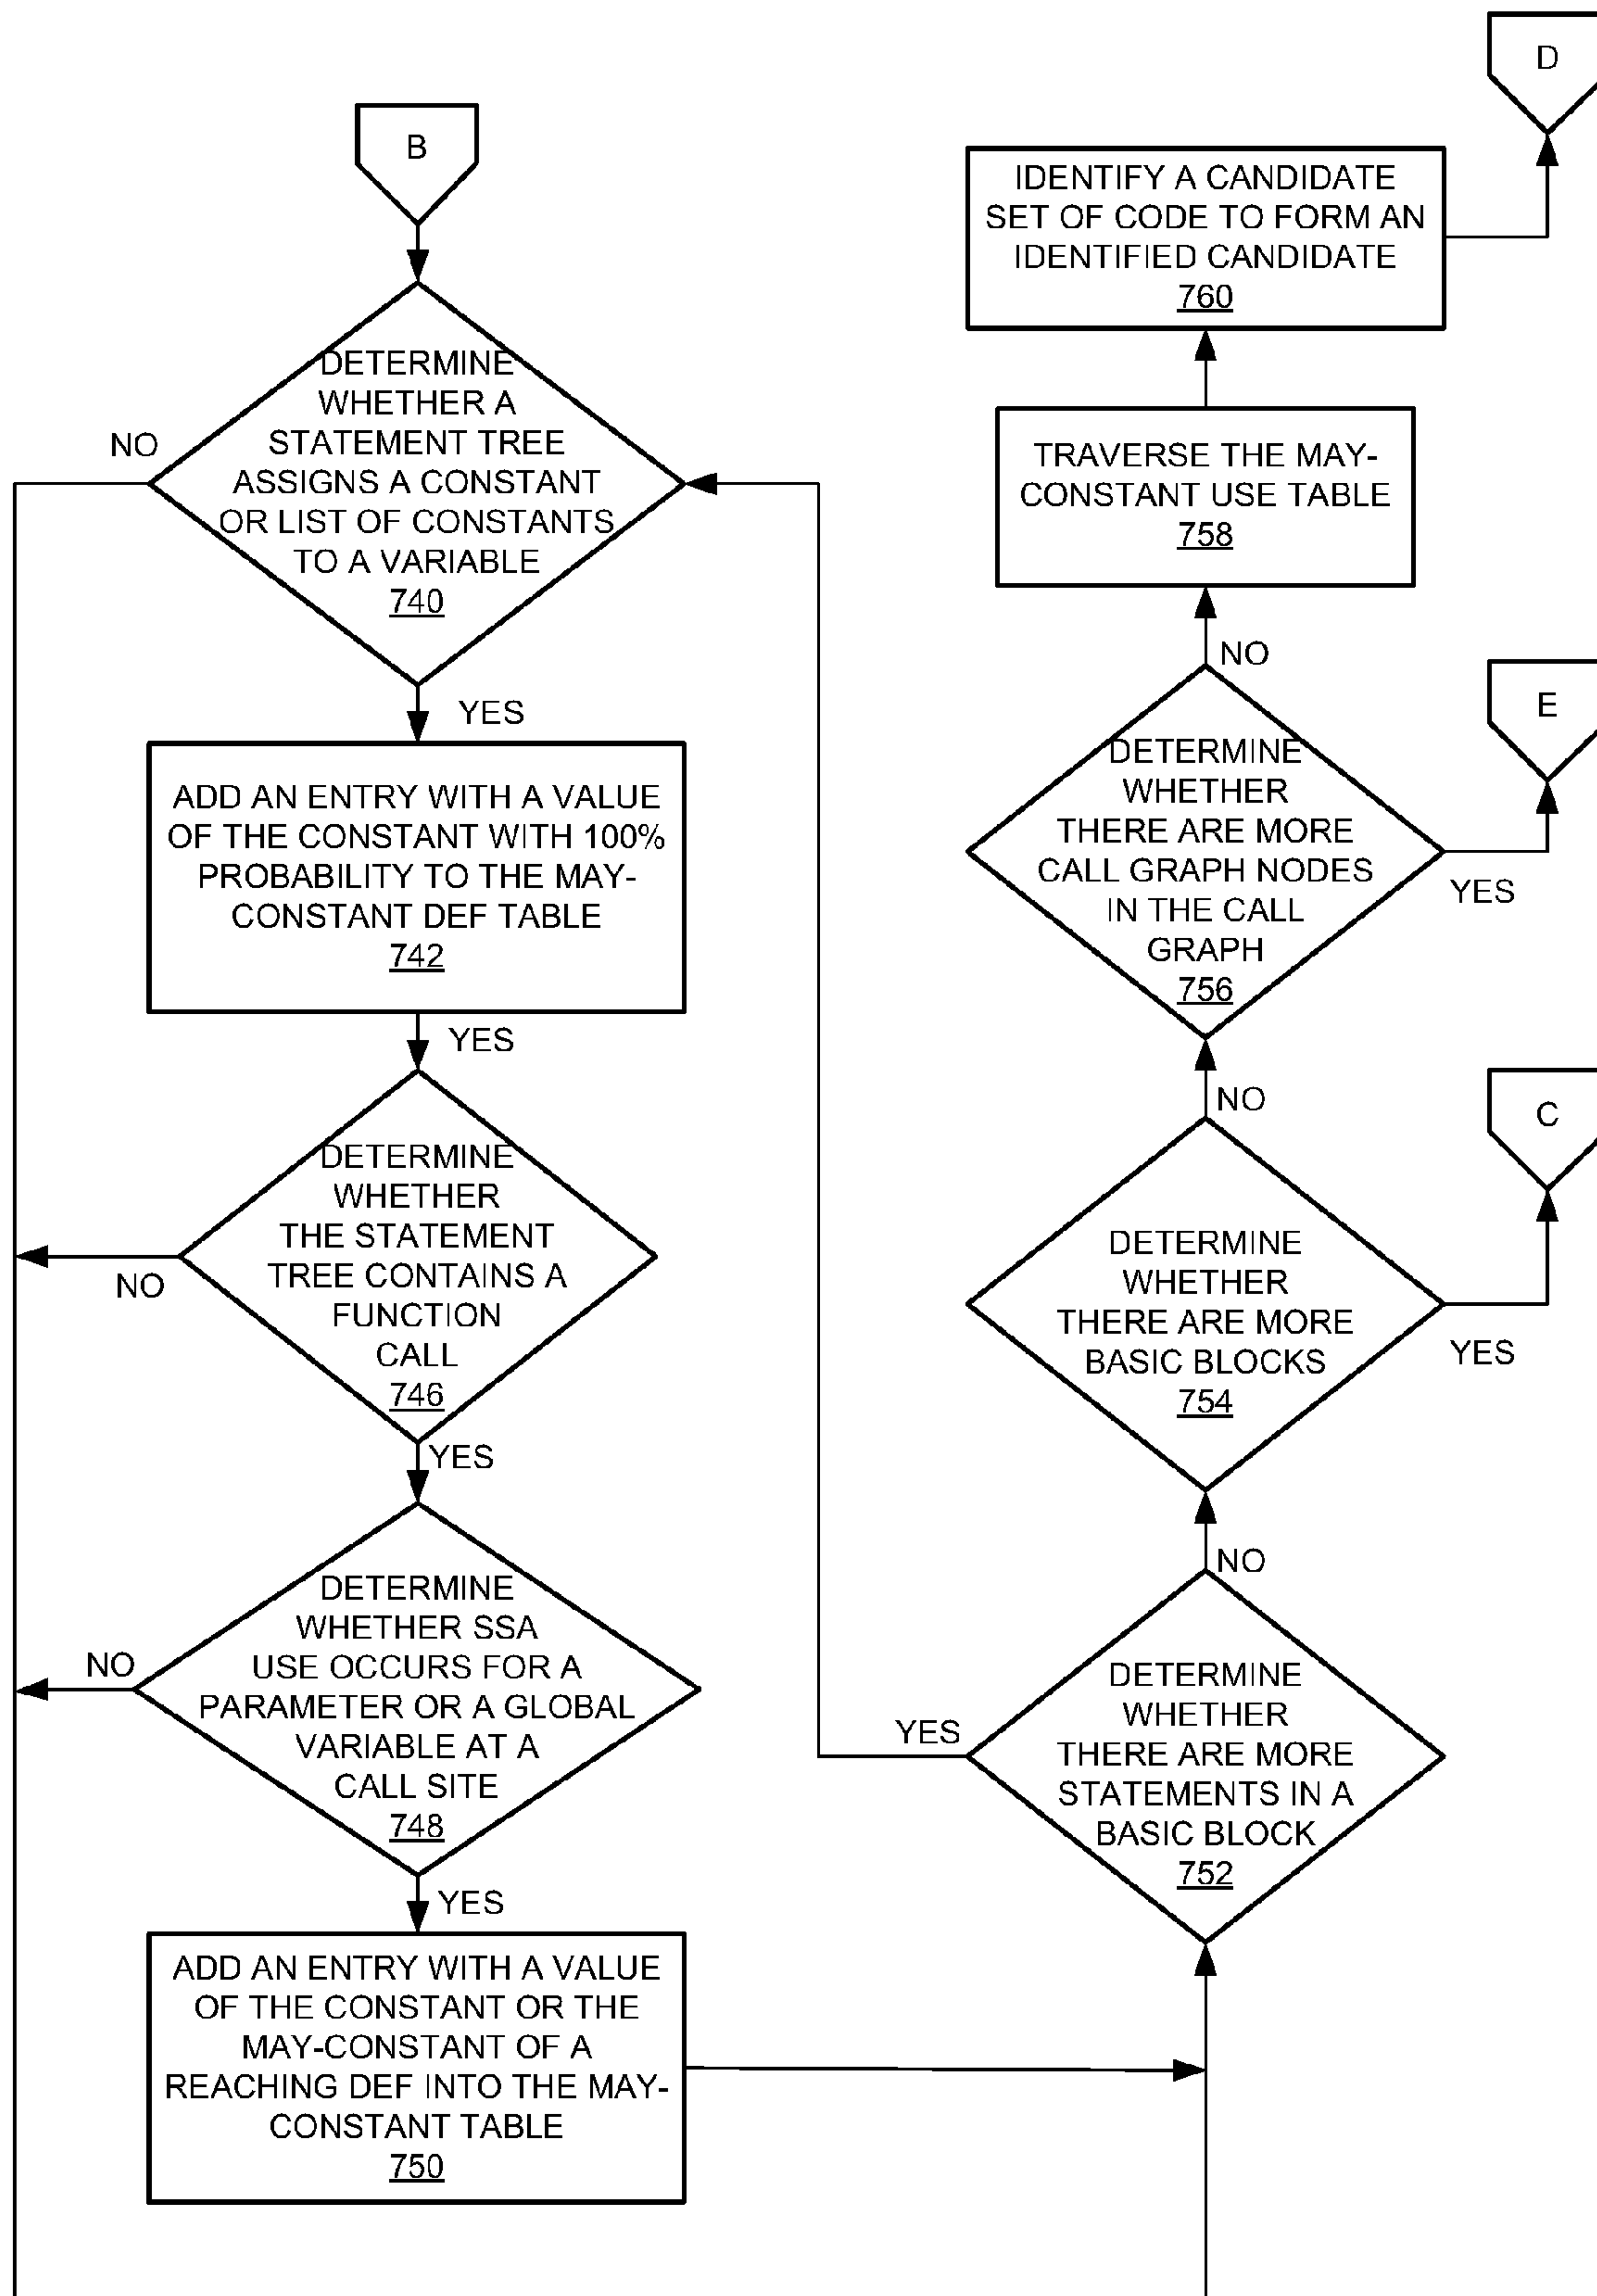 B
DETERMINE
WHETHER A
STATEMENT TREE
ASSIGNS A CONSTANT
OR LIST OF CONSTANTS
TO A VARIABLE
740
NO
YES
ADD AN ENTRY WITH A VALUE
OF THE CONSTANT WITH 100%
PROBABILITY TO THE MAY-
CONSTANT DEF TABLE
742
YES
DETERMINE
WHETHER
THE STATEMENT
TREE CONTAINS A
FUNCTION
CALL
746
NO
YES
DETERMINE
WHETHER SSA
USE OCCURS FOR A
PARAMETER OR A GLOBAL
VARIABLE AT A
CALL SITE
748
NO
YES
ADD AN ENTRY WITH A VALUE
OF THE CONSTANT OR THE
MAY-CONSTANT OF A
REACHING DEF INTO THE MAY-
CONSTANT TABLE
750
D
IDENTIFY A CANDIDATE
SET OF CODE TO FORM AN
IDENTIFIED CANDIDATE
760
TRAVERSE THE MAY-
CONSTANT USE TABLE
758
NO
E
DETERMINE
WHETHER
THERE ARE MORE
CALL GRAPH NODES
IN THE CALL
GRAPH
756
YES
NO
C
DETERMINE
WHETHER
THERE ARE MORE
BASIC BLOCKS
754
YES
NO
DETERMINE
WHETHER
THERE ARE MORE
STATEMENTS IN A
BASIC BLOCK
752
YES